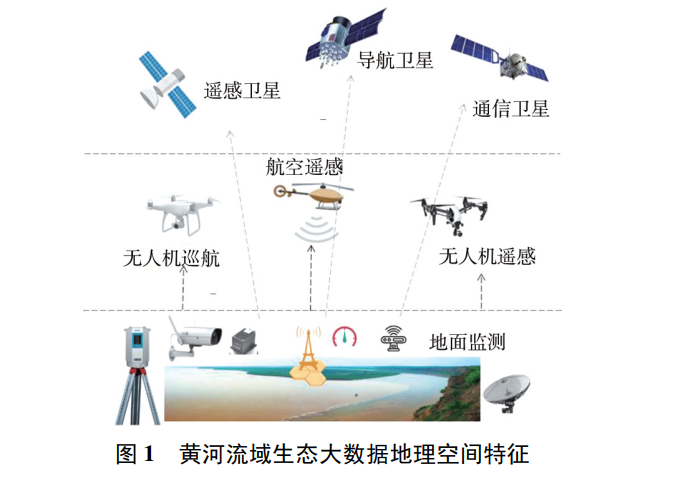 导航卫星
遥感卫星
通信卫星
航空遥感
无人机巡航
无人机遥感
地面监测
图 1 黄河流域生态大数据地理空间特征